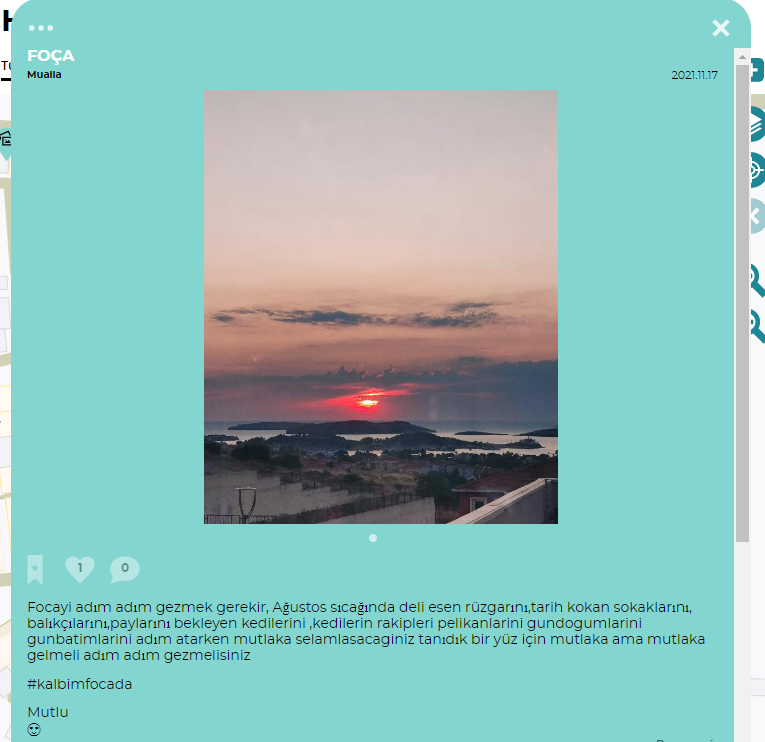 FOÇA
Mualla
2021.11.17
1
0
Focayi adım adım gezmek gerekir, Ağustos sıcağında deli esen rüzgarını,tarih kokan sokaklarını,
balıkçılarını,paylarını bekleyen kedilerini ,kedilerin rakipleri pelikanlarini gundogumlarini
gunbatimlarini adım atarken mutlaka selamlasacaginiz tanıdık bir yüz için mutlaka ama mutlaka
gelmeli adım adım gezmelisiniz
#kalbimfocada
Mutlu